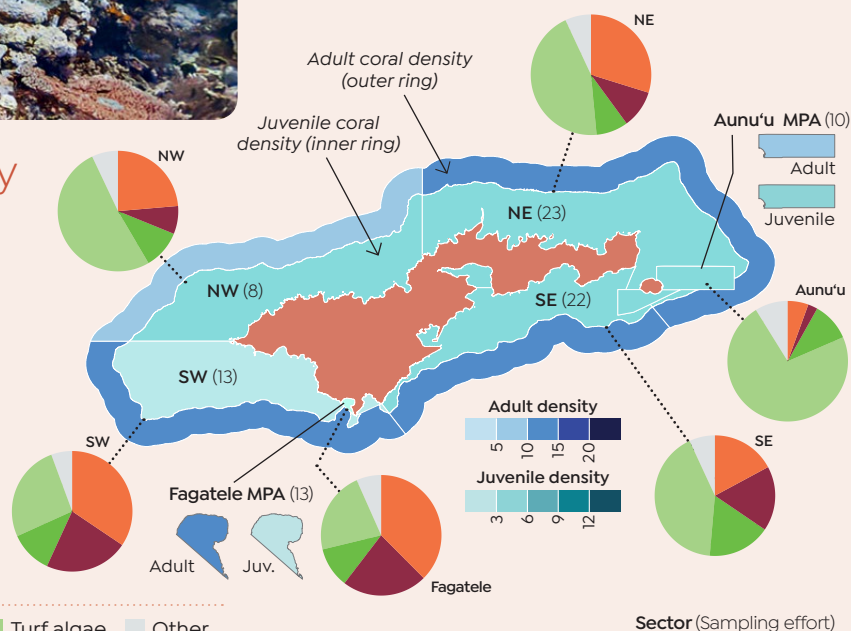 y
Adult coral density
(outer ring)
Juvenile coral
density (inner ring)
NE
Aunu‘u MPA (10)
Adult
Juvenile
NW
NE (23)
NW (8)
SE (22)
Aunu‘u
SW (13)
SW
Adult density
5 10 15 20
Juvenile density
3 6 9 12
SE
Fagatele MPA (13)
Adult
Juv.
Fagatele
Turf algae
Other
Sector (Sampling effort)